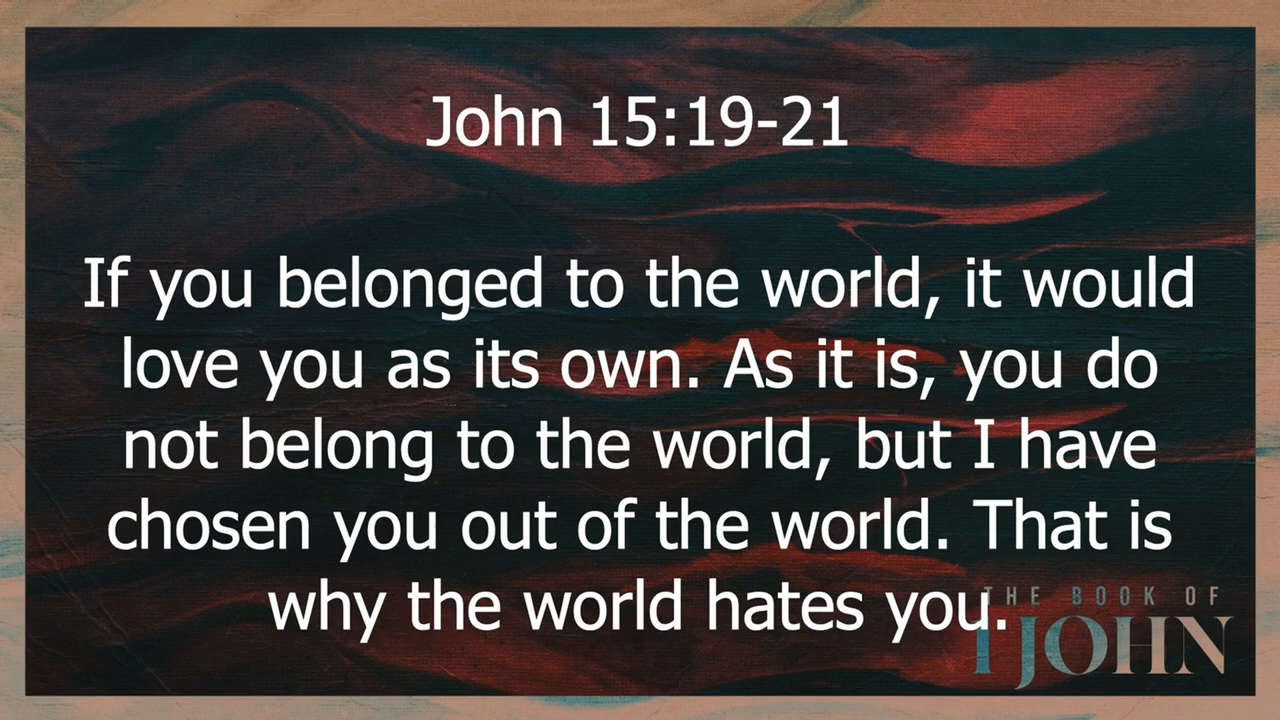 John 15:19-21
If you belonged to the world, it would
love you as its own. As it is, you do
not belong to the world, but I have
chosen you out of the world. That is
why the world hates you.
THE BOOK OF
1 JOHN